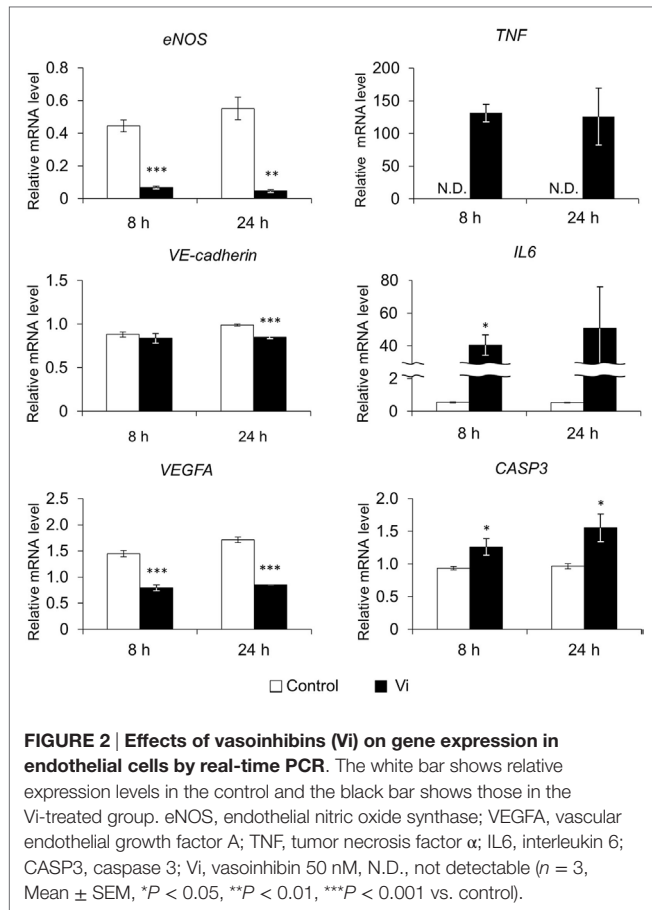 eNOS
Relative mRNA level
0.8
0.6
0.4
0.2
0
***
**
8 h
24 h
TNF
Relative mRNA level
200
150
100
50
0
N.D.
N.D.
8 h
24 h
VE-cadherin
Relative mRNA level
1.5
1.0
0.5
0
***
8 h
24 h
IL6
Relative mRNA level
80
60
40
2
0
*
8 h
24 h
VEGFA
Relative mRNA level
2.0
1.5
1.0
0.5
0
***
***
8 h
24 h
CASP3
Relative mRNA level
2.0
1.5
1.0
0.5
0
*
*
8 h
24 h
Control
Vi
FIGURE 2 | Effects of vasoinhibins (Vi) on gene expression in
endothelial cells by real-time PCR. The white bar shows relative
expression levels in the control and the black bar shows those in the
Vi-treated group. eNOS, endothelial nitric oxide synthase; VEGFA, vascular
endothelial growth factor A; TNF, tumor necrosis factor α; IL6, interleukin 6;
CASP3, caspase 3; Vi, vasoinhibin 50 nM, N.D., not detectable (n = 3,
Mean ± SEM, *P < 0.05, **P < 0.01, ***P < 0.001 vs. control).